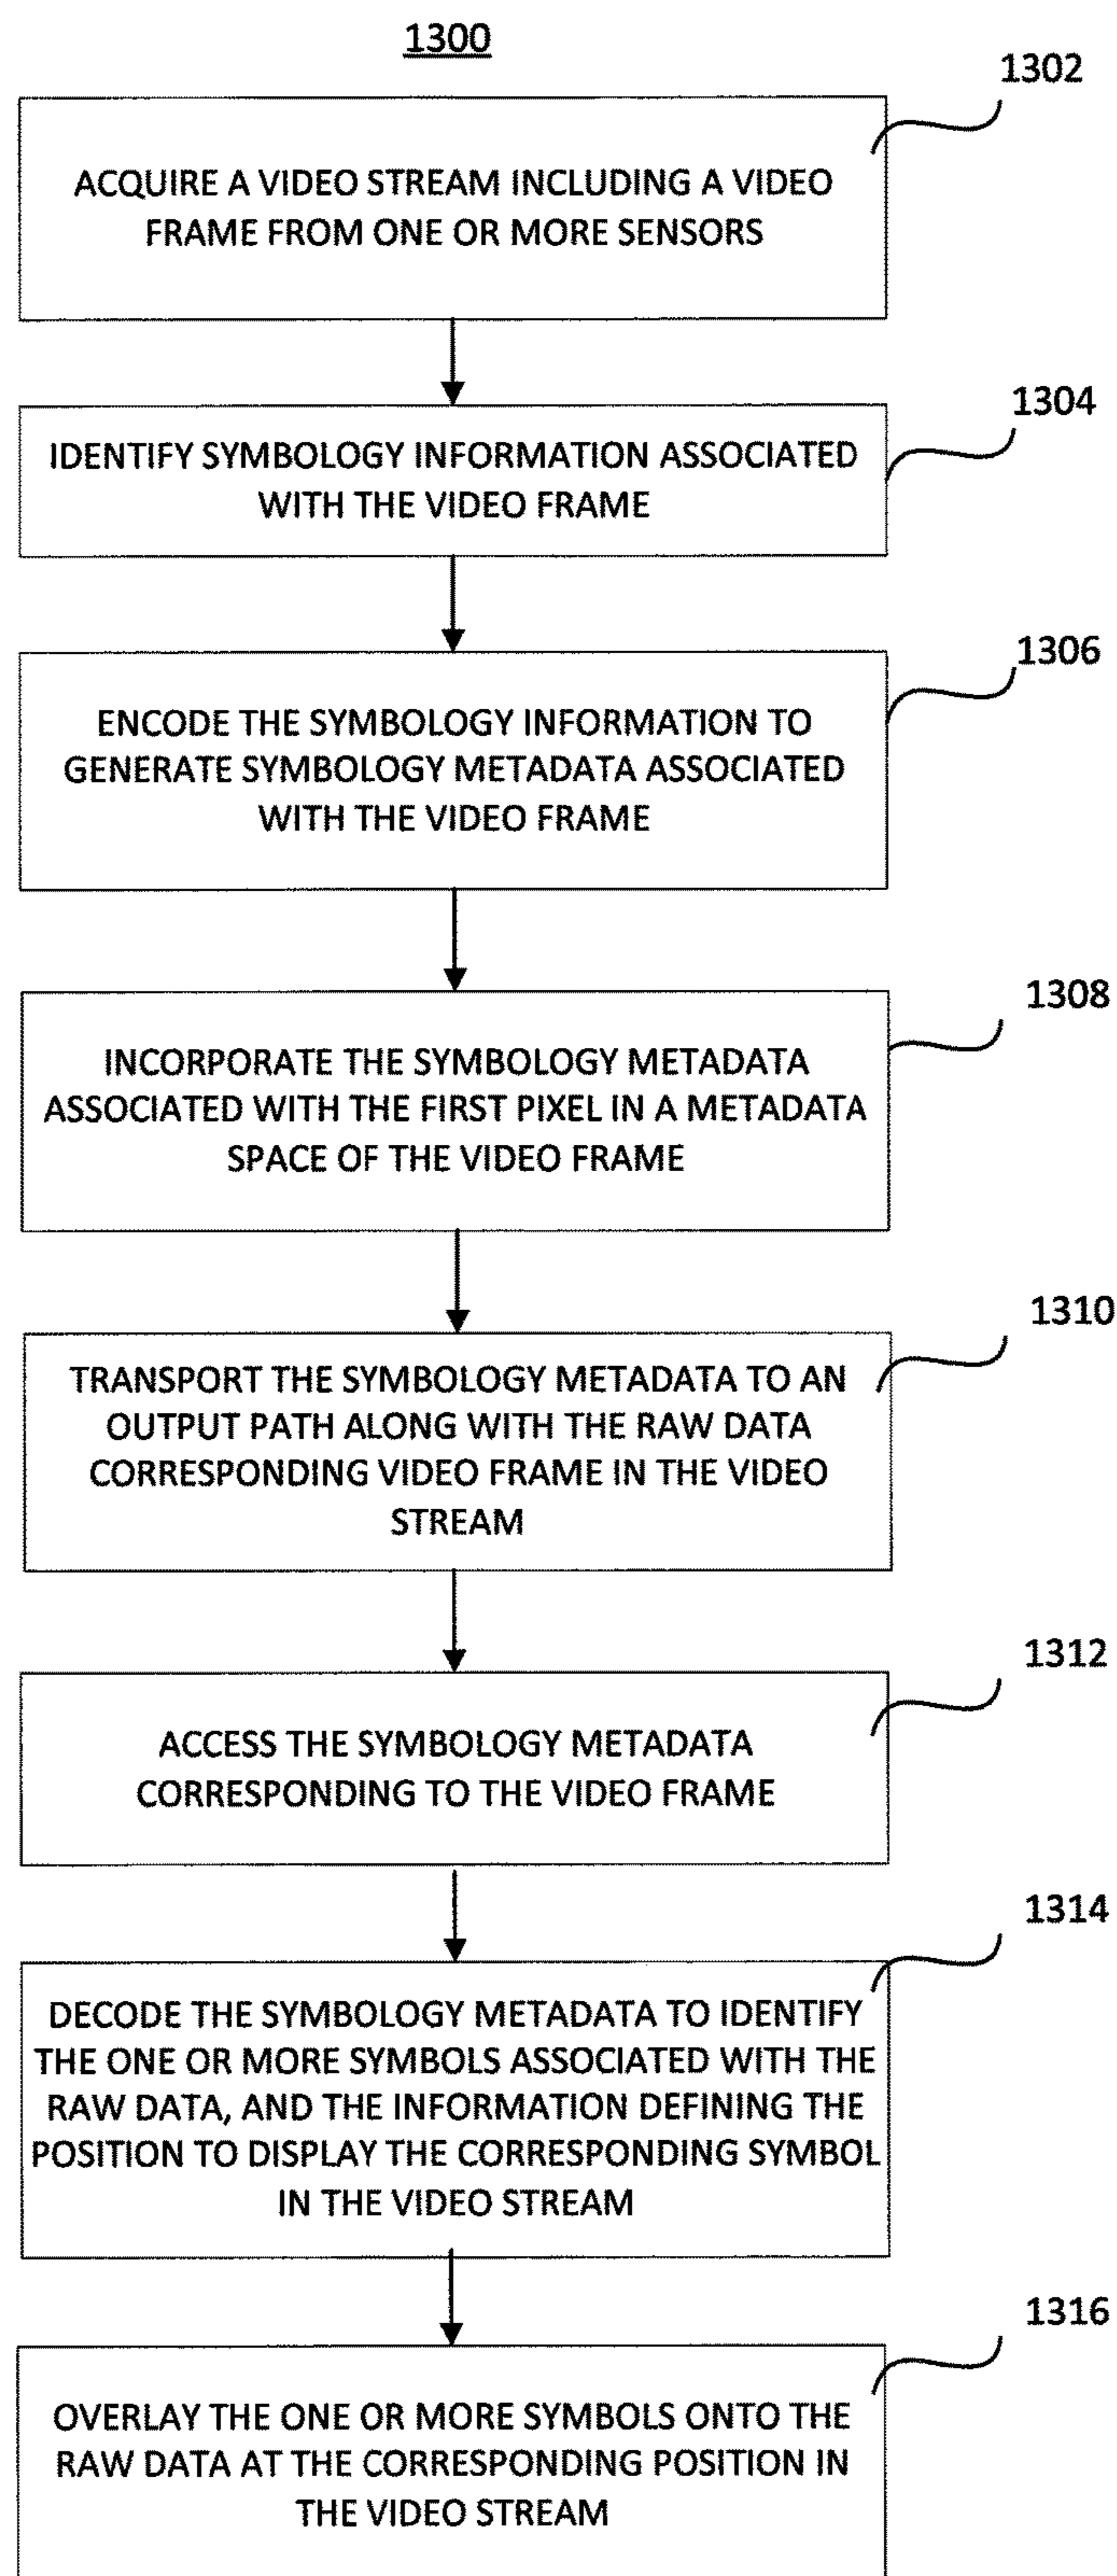 1300
1302
ACQUIRE A VIDEO STREAM INCLUDING A VIDEO
FRAME FROM ONE OR MORE SENSORS
1304
IDENTIFY SYMBOLOGY INFORMATION ASSOCIATED
WITH THE VIDEO FRAME
1306
ENCODE THE SYMBOLOGY INFORMATION TO
GENERATE SYMBOLOGY METADATA ASSOCIATED
WITH THE VIDEO FRAME
1308
INCORPORATE THE SYMBOLOGY METADATA
ASSOCIATED WITH THE FIRST PIXEL IN A METADATA
SPACE OF THE VIDEO FRAME
1310
TRANSPORT THE SYMBOLOGY METADATA TO AN
OUTPUT PATH ALONG WITH THE RAW DATA
CORRESPONDING VIDEO FRAME IN THE VIDEO
STREAM
1312
ACCESS THE SYMBOLOGY METADATA
CORRESPONDING TO THE VIDEO FRAME
1314
DECODE THE SYMBOLOGY METADATA TO IDENTIFY
THE ONE OR MORE SYMBOLS ASSOCIATED WITH THE
RAW DATA, AND THE INFORMATION DEFINING THE
POSITION TO DISPLAY THE CORRESPONDING SYMBOL
IN THE VIDEO STREAM
1316
OVERLAY THE ONE OR MORE SYMBOLS ONTO THE
RAW DATA AT THE CORRESPONDING POSITION IN
THE VIDEO STREAM